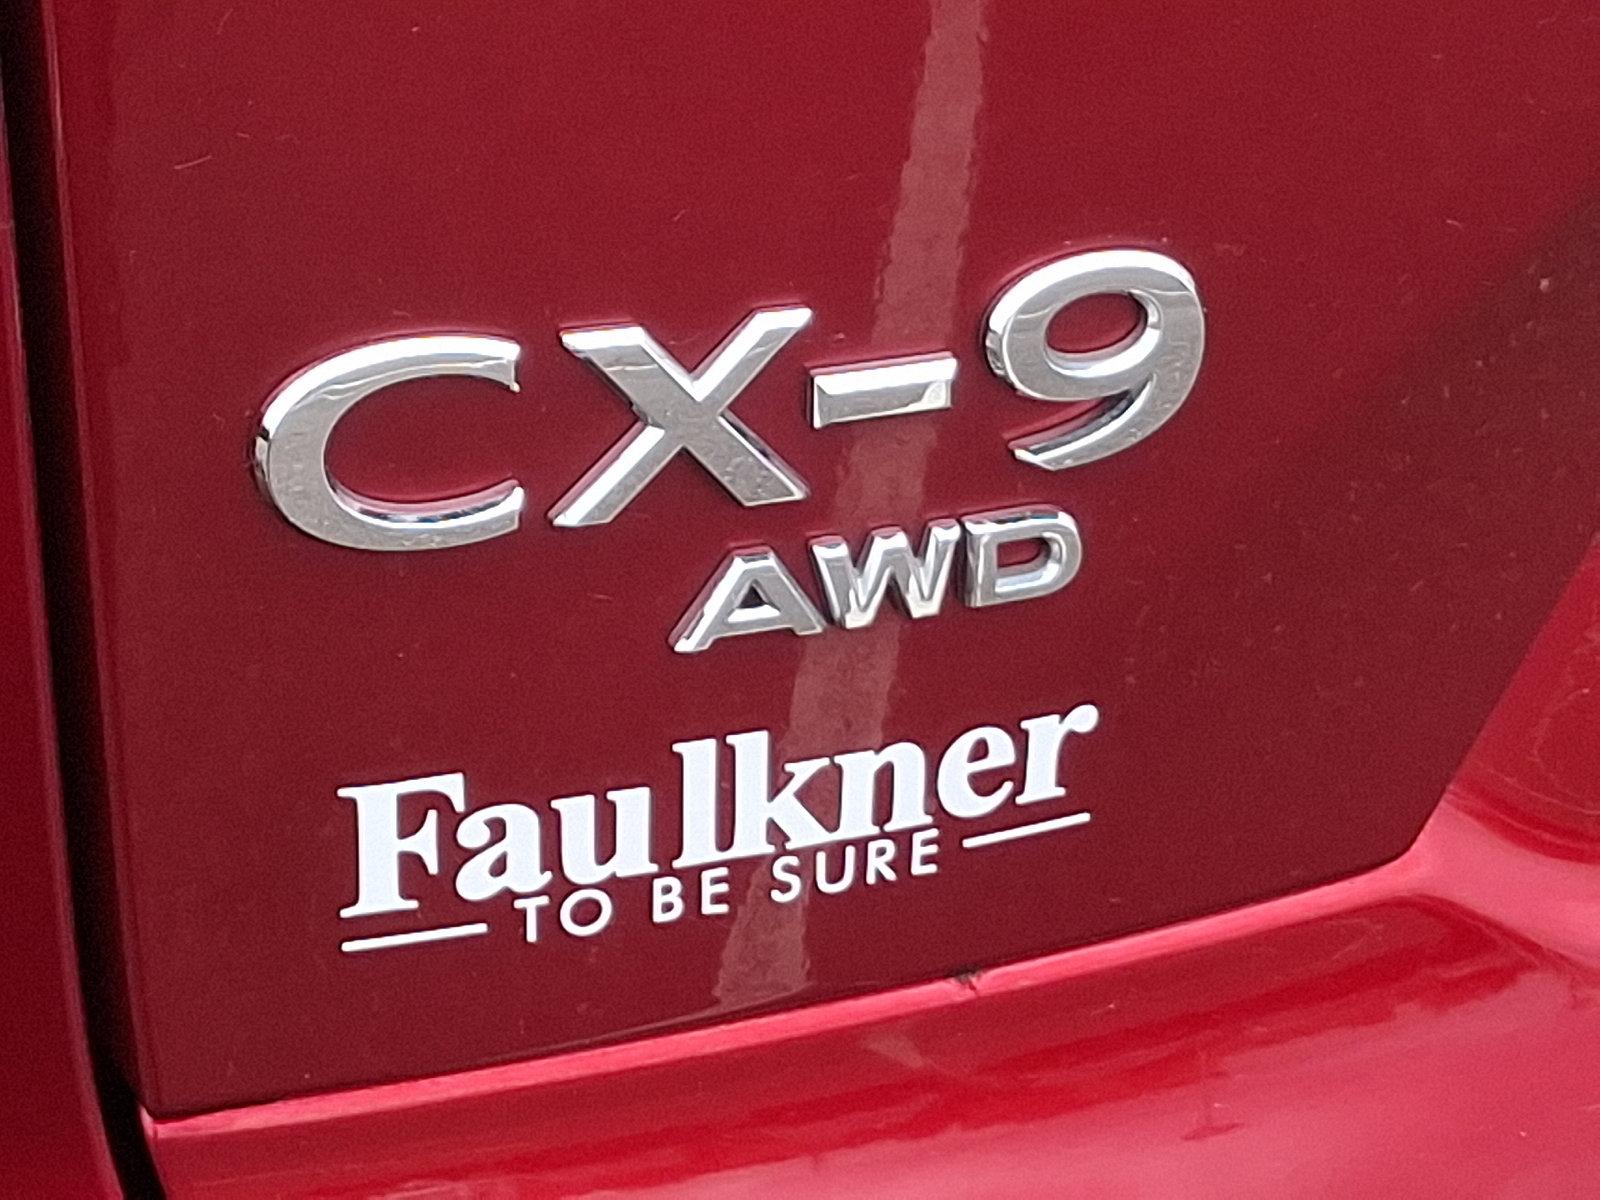 CX-9
AWD
Faulkner
TO BE SURE